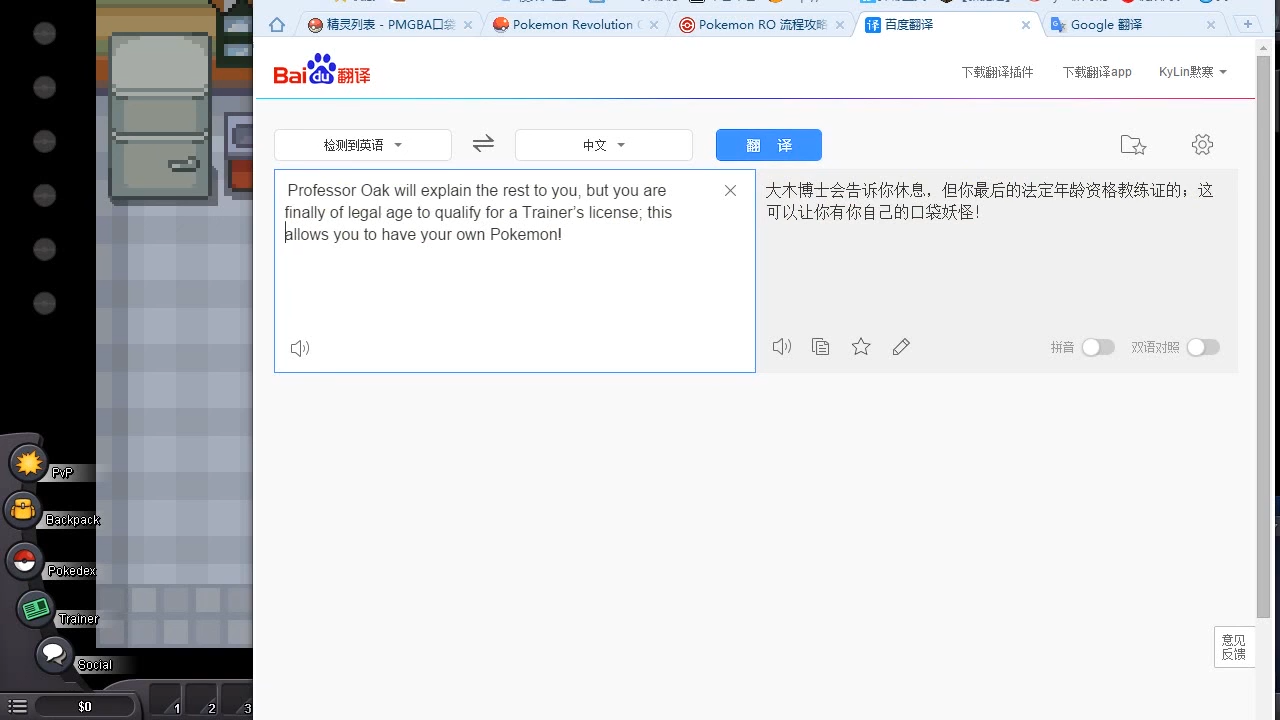 精灵列表 - PMGBA口袋
Pokemon Revolution
Pokemon RO 流程攻略
百度翻译
Google 翻译
Bai du 翻译
下载翻译插件
下载翻译app
KyLin默寒
检测到英语
中文
翻 译
Professor Oak will explain the rest to you, but you are
finally of legal age to qualify for a Trainer's license; this
allows you to have your own Pokemon!
大木博士会告诉你休息，但你最后的法定年龄资格教练证的；这
可以让你有你自己的口袋妖怪！
拼音
双语对照
PvP
Backpack
Pokedex
Trainer
Social
$0
1
2
3
意见
反馈